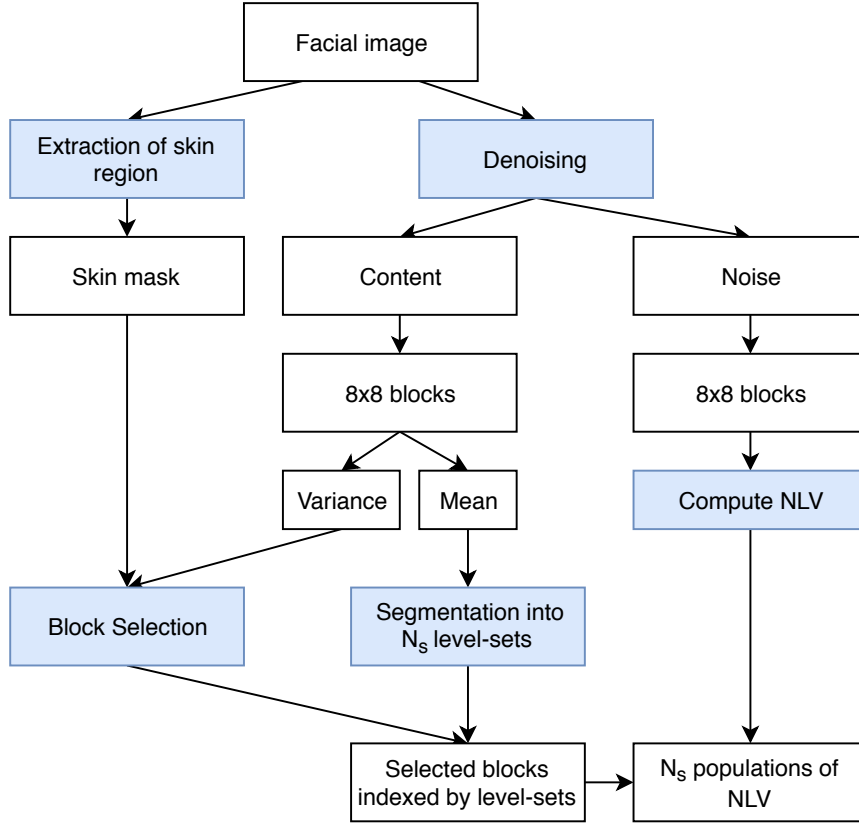 Facial image
Extraction of skin
region
Denoising
Skin mask
Content
Noise
8x8 blocks
8x8 blocks
Variance
Mean
Compute NLV
Block Selection
Segmentation into
Nₛ level-sets
Selected blocks
indexed by level-sets
Nₛ populations of
NLV